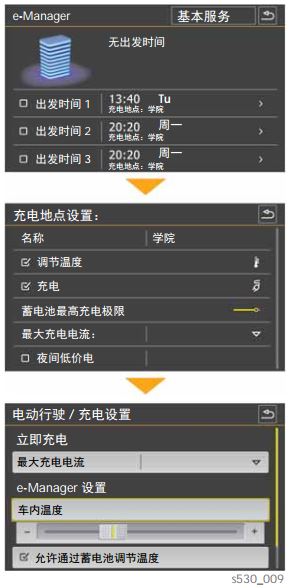 e-Manager 基本服务
无出发时间
出发时间 1 13:40 Tu
充电地点：学院
出发时间 2 20:20 周一
充电地点：学院
出发时间 3 20:20 周一
充电地点：学院
充电地点设置：
名称 学院
调节温度
充电
蓄电池最高充电极限
最大充电电流：
夜间低价电
电动行驶 / 充电设置
立即充电
最大充电电流
e-Manager 设置
车内温度
- +
允许通过蓄电池调节温度
s530_009